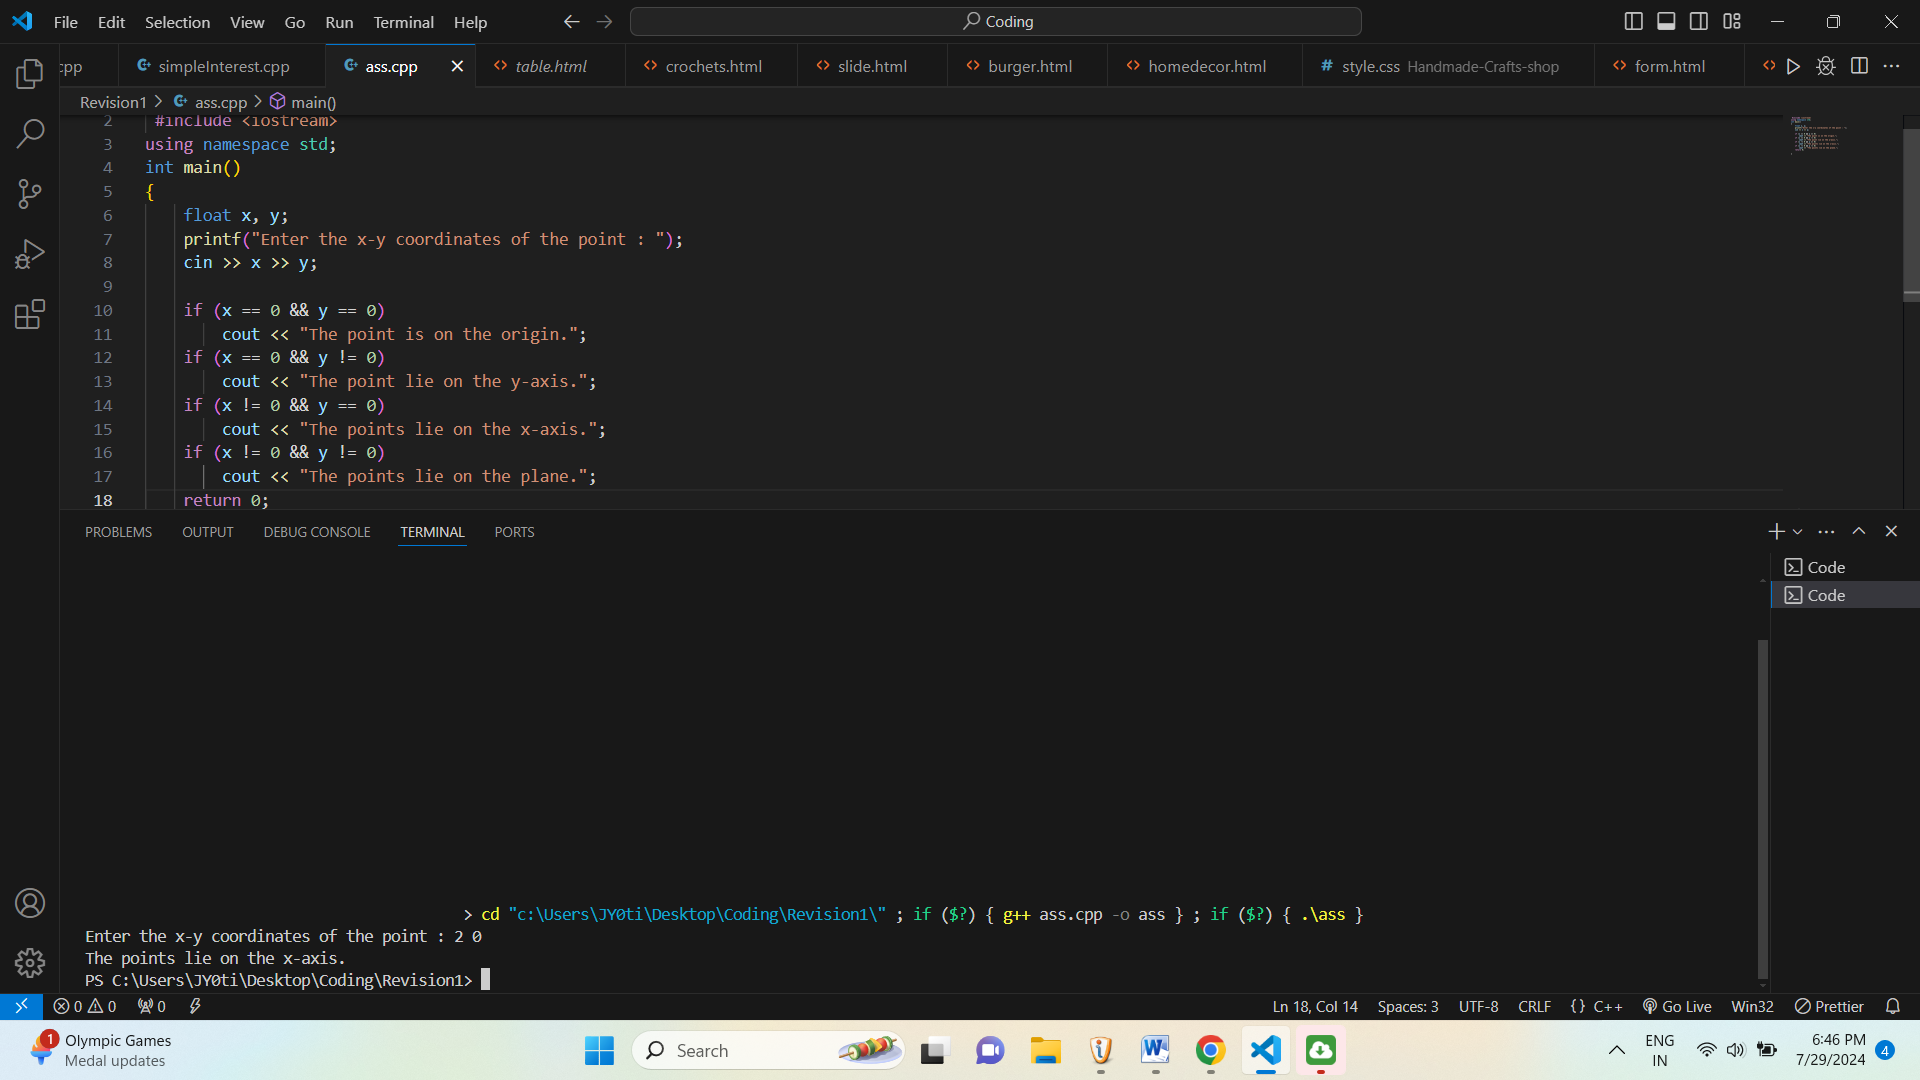 File Edit Selection View Go Run Terminal Help Coding
cpp simpleInterest.cpp ass.cpp table.html crochets.html slide.html burger.html homedecor.html style.css Handmade-Crafts-shop form.html
Revision1 > ass.cpp > main()
2 #include <iostream>
3 using namespace std;
4 int main()
5 {
6 float x, y;
7 printf("Enter the x-y coordinates of the point : ");
8 cin >> x >> y;
9
10 if (x == 0 && y == 0)
11 cout << "The point is on the origin.";
12 if (x == 0 && y != 0)
13 cout << "The point lie on the y-axis.";
14 if (x != 0 && y == 0)
15 cout << "The points lie on the x-axis.";
16 if (x != 0 && y != 0)
17 cout << "The points lie on the plane.";
18 return 0;
PROBLEMS OUTPUT DEBUG CONSOLE TERMINAL PORTS
Code
Code
> cd "c:\Users\JY0ti\Desktop\Coding\Revision1\" ; if ($?) { g++ ass.cpp -o ass } ; if ($?) { .\ass }
Enter the x-y coordinates of the point : 2 0
The points lie on the x-axis.
PS C:\Users\JY0ti\Desktop\Coding\Revision1>
0 0 0 Ln 18, Col 14 Spaces: 3 UTF-8 CRLF {} C++ Go Live Win32 Prettier
1 Olympic Games
Medal updates
Search
ENG
IN
6:46 PM
7/29/2024
4